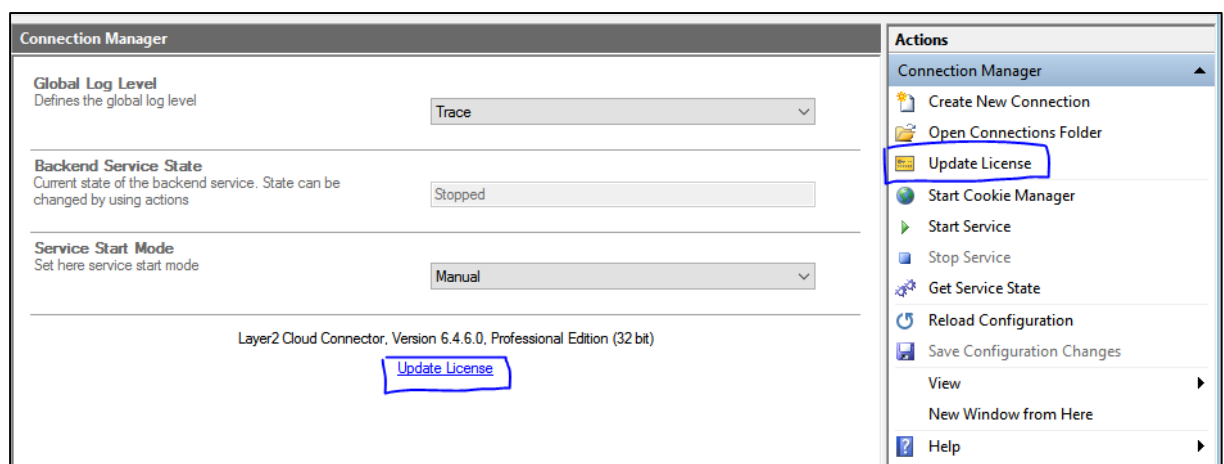 Connection Manager
Global Log Level
Defines the global log level
Trace
Backend Service State
Current state of the backend service. State can be
changed by using actions
Stopped
Service Start Mode
Set here service start mode
Manual
Layer2 Cloud Connector, Version 6.4.6.0, Professional Edition (32 bit)
Update License
Actions
Connection Manager
Create New Connection
Open Connections Folder
Update License
Start Cookie Manager
Start Service
Stop Service
Get Service State
Reload Configuration
Save Configuration Changes
View
New Window from Here
Help